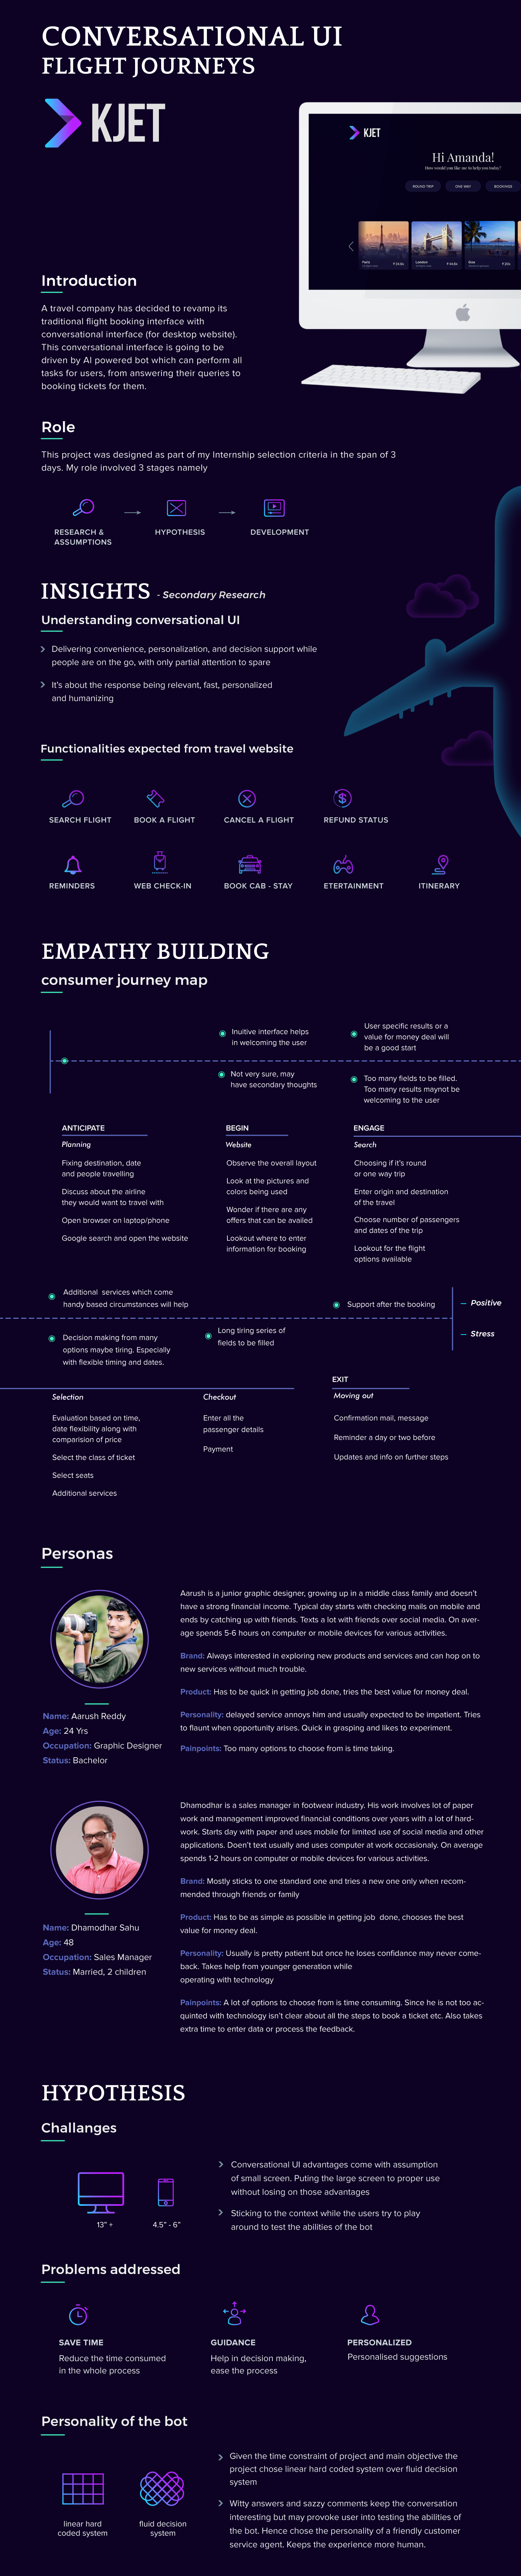 CONVERSATIONAL UI
FLIGHT JOURNEYS
KJET
KJET
Hi Amanda!
How would you like me to help you today?
ROUND TRIP
ONE WAY
BOOKINGS
Paris
London
Introduction
A travel company has decided to revamp its
traditional flight booking interface with
conversational interface (for desktop website).
This conversational interface is going to be
driven by AI powered bot which can perform all
tasks for users, from answering their queries to
booking tickets for them.
Role
This project was designed as part of my Internship selection criteria in the span of 3
days. My role involved 3 stages namely
RESEARCH &
ASSUMPTIONS
HYPOTHESIS
DEVELOPMENT
INSIGHTS - Secondary Research
Understanding conversational UI
Delivering convenience, personalization, and decision support while
people are on the go, with only partial attention to spare
It's about the response being relevant, fast, personalized
and humanizing
Functionalities expected from travel website
SEARCH FLIGHT
BOOK A FLIGHT
CANCEL A FLIGHT
REFUND STATUS
REMINDERS
WEB CHECK-IN
BOOK CAB - STAY
ETERTAINMENT
ITINERARY
EMPATHY BUILDING
consumer journey map
Inuitive interface helps
in welcoming the user
User specific results or a
value for money deal will
be a good start
Not very sure, may
have secondary thoughts
Too many fields to be filled.
Too many results maynot be
welcoming to the user
ANTICIPATE
Planning
Fixing destination, date
and people travelling
Discuss about the airline
they would want to travel with
Open browser on laptop/phone
Google search and open the website
BEGIN
Website
Observe the overall layout
Look at the pictures and
colors being used
Wonder if there are any
offers that can be availed
Lookout where to enter
information for booking
ENGAGE
Search
Choosing if it's round
or one way trip
Enter origin and destination
of the travel
Choose number of passengers
and dates of the trip
Lookout for the flight
options available
Additional services which come
handy based circumstances will help
Support after the booking
Positive
Stress
Decision making from many
options maybe tiring. Especially
with flexible timing and dates.
Long tiring series of
fields to be filled
Selection
Evaluation based on time,
date flexibility along with
comparision of price
Select the class of ticket
Select seats
Additional services
Checkout
Enter all the
passenger details
Payment
EXIT
Moving out
Confirmation mail, message
Reminder a day or two before
Updates and info on further steps
Personas
Aarush is a junior graphic designer, growing up in a middle class family and doesn't
have a strong financial income. Typical day starts with checking mails on mobile and
ends by catching up with friends. Texts a lot with friends over social media. On aver-
age spends 5-6 hours on computer or mobile devices for various activities.
Brand: Always interested in exploring new products and services and can hop on to
new services without much trouble.
Product: Has to be quick in getting job done, tries the best value for money deal.
Personality: delayed service annoys him and usually expected to be impatient. Tries
to flaunt when opportunity arises. Quick in grasping and likes to experiment.
Painpoints: Too many options to choose from is time taking.
Name: Aarush Reddy
Age: 24 Yrs
Occupation: Graphic Designer
Status: Bachelor
Dhamodhar is a sales manager in footwear industry. His work involves lot of paper
work and management improved financial conditions over years with a lot of hard-
work. Starts day with paper and uses mobile for limited use of social media and other
applications. Doen't text usually and uses computer at work occasionally. On average
spends 1-2 hours on computer or mobile devices for various activities.
Brand: Mostly sticks to one standard one and tries a new one only when recom-
mended through friends or family
Product: Has to be as simple as possible in getting job done, chooses the best
value for money deal.
Personality: Usually is pretty patient but once he loses confidance may never come-
back. Takes help from younger generation while
operating with technology
Painpoints: A lot of options to choose from is time consuming. Since he is not too ac-
quinted with technology isn't clear about all the steps to book a ticket etc. Also takes
extra time to enter data or process the feedback.
Name: Dhamodhar Sahu
Age: 48
Occupation: Sales Manager
Status: Married, 2 children
HYPOTHESIS
Challanges
13" +
4.5" - 6"
Conversational UI advantages come with assumption
of small screen. Puting the large screen to proper use
without losing on those advantages
Sticking to the context while the users try to play
around to test the abilities of the bot
Problems addressed
SAVE TIME
Reduce the time consumed
in the whole process
GUIDANCE
Help in decision making,
ease the process
PERSONALIZED
Personalised suggestions
Personality of the bot
linear hard
coded system
fluid decision
system
Given the time constraint of project and main objective the
project chose linear hard coded system over fluid decision
system
Witty answers and sazzy comments keep the conversation
interesting but may provoke user into testing the abilities of
the bot. Hence chose the personality of a friendly customer
service agent. Keeps the experience more human.